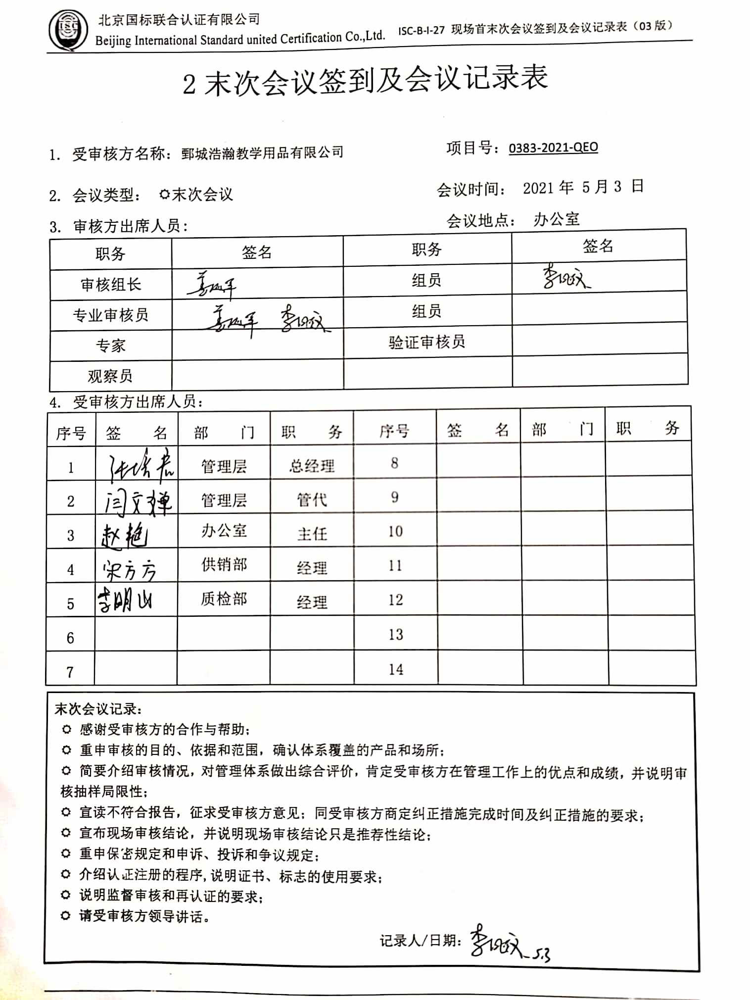 北京国标联合认证有限公司
Beijing International Standard united Certification Co.,Ltd.
ISC-B-I-27 现场首末次会议签到及会议记录表（03 版）
2 末次会议签到及会议记录表
1. 受审核方名称：鄄城浩瀚教学用品有限公司 项目号：0383-2021-QEO
2. 会议类型： 末次会议 会议时间： 2021 年 5 月 3 日
3. 审核方出席人员： 会议地点： 办公室
职务 签名 职务 签名
审核组长 组员
专业审核员 组员
专家 验证审核员
观察员
4. 受审核方出席人员：
序号 签 名 部 门 职 务 序号 签 名 部 门 职 务
1 管理层 总经理 8
2 管理层 管代 9
3 赵艳 办公室 主任 10
4 宋方方 供销部 经理 11
5 李明山 质检部 经理 12
6 13
7 14
末次会议记录：
感谢受审核方的合作与帮助；
重申审核的目的、依据和范围，确认体系覆盖的产品和场所；
简要介绍审核情况，对管理体系做出综合评价，肯定受审核方在管理工作上的优点和成绩，并说明审
核抽样局限性；
宣读不符合报告，征求受审核方意见；同受审核方商定纠正措施完成时间及纠正措施的要求；
宣布现场审核结论，并说明现场审核结论只是推荐性结论；
重申保密规定和申诉、投诉和争议规定；
介绍认证注册的程序,说明证书、标志的使用要求；
说明监督审核和再认证的要求；
请受审核方领导讲话。
记录人/日期： 5.3